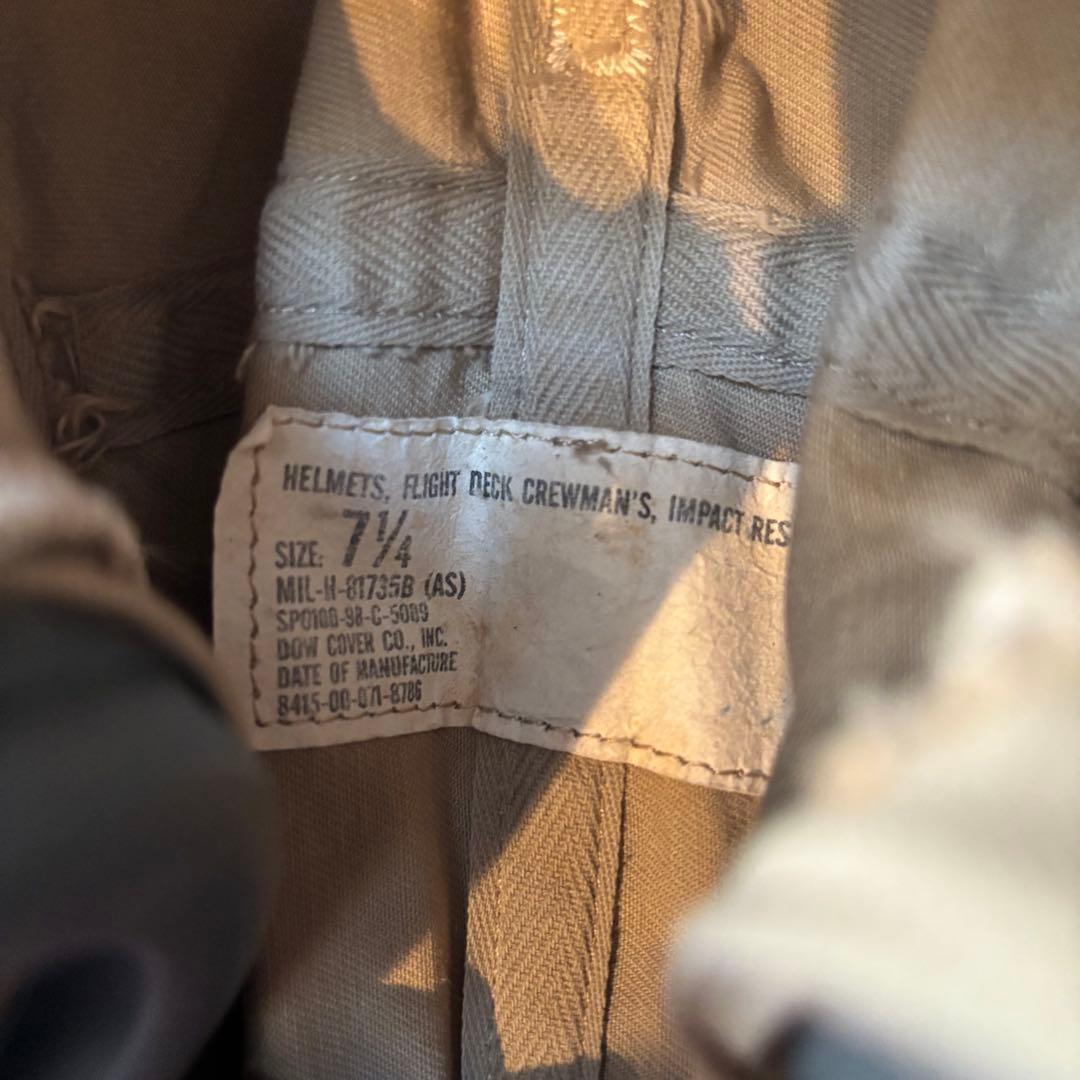 HELMETS, FLIGHT DECK CREWMAN'S, IMPACT RES
SIZE: 7¼
MIL-H-81735B (AS)
SP0100-98-C-5009
DOW COVER CO., INC.
DATE OF MANUFACTURE
8415-00-071-8786